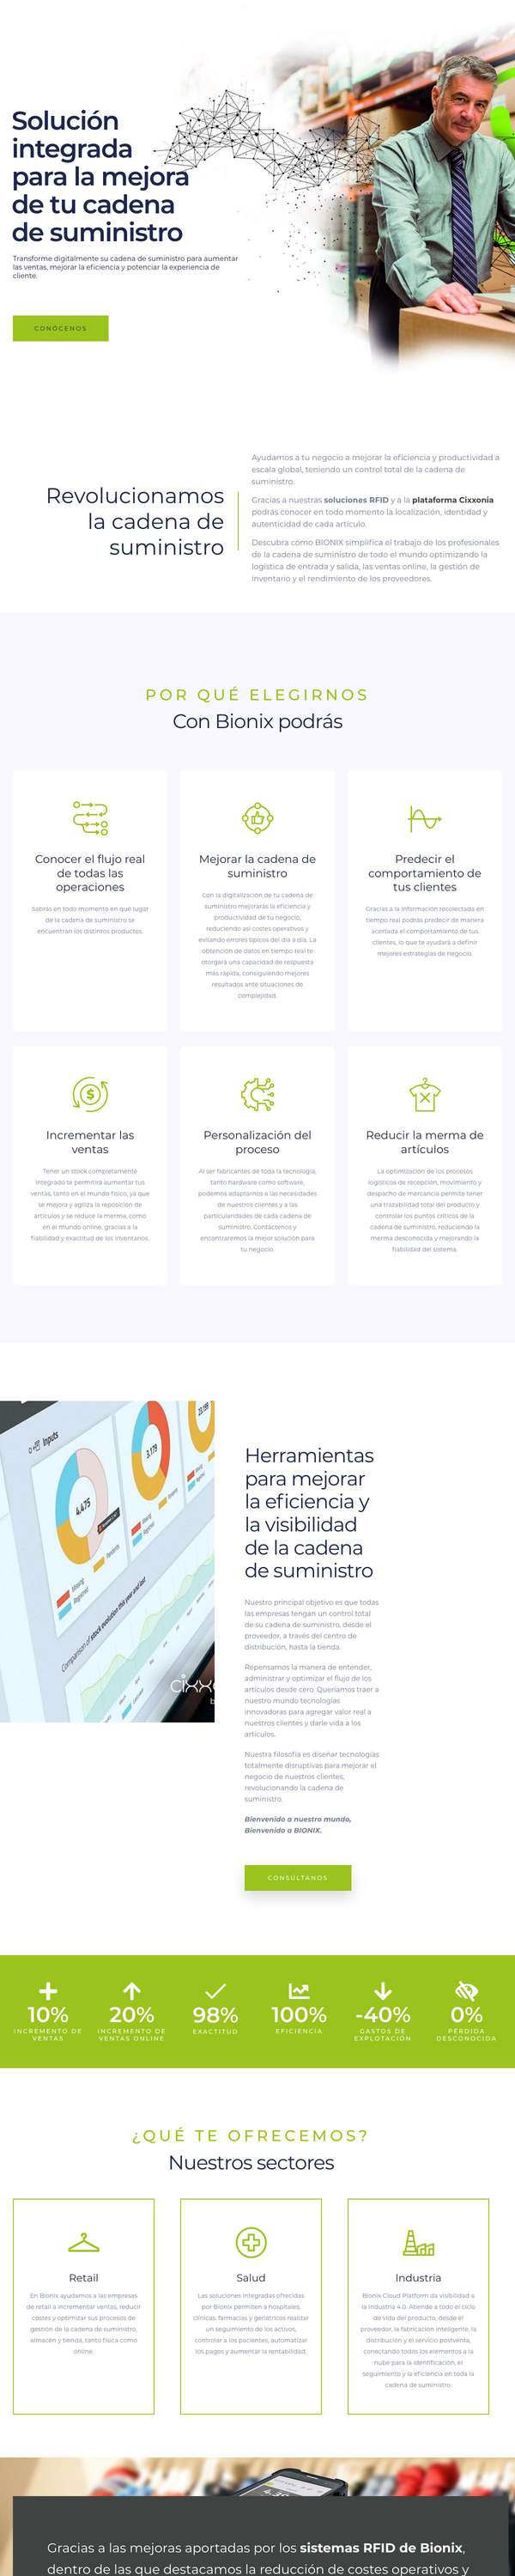 Solución
integrada
para la mejora
de tu cadena
de suministro
Transforme digitalmente su cadena de suministro para aumentar
las ventas, mejorar la eficiencia y potenciar la experiencia de
cliente.
CONÓCENOS
Revolucionamos
la cadena de
suministro
Ayudamos a tu negocio a mejorar la eficiencia y productividad a
escala global, teniendo un control total de la cadena de
suministro.
Gracias a nuestras soluciones RFID y a la plataforma Cixxonia
podrás conocer en todo momento la localización, identidad y
autenticidad de cada artículo.
Descubra cómo BIONIX simplifica el trabajo de los profesionales
de la cadena de suministro de todo el mundo optimizando la
logística de entrada y salida, las ventas online, la gestión de
inventario y el rendimiento de los proveedores.
POR QUÉ ELEGIRNOS
Con Bionix podrás
Conocer el flujo real
de todas las
operaciones
Sabrás en todo momento en qué lugar
de la cadena de suministro se
encuentran los distintos productos.
Mejorar la cadena de
suministro
Con la digitalización de tu cadena de
suministro mejorarás la eficiencia y
productividad de tu negocio,
reduciendo así costes operativos y
evitando errores típicos del día a día. La
obtención de datos en tiempo real te
otorgará una capacidad de respuesta
más rápida, consiguiendo mejores
resultados ante situaciones de
complejidad.
Predecir el
comportamiento de
tus clientes
Gracias a la información recolectada en
tiempo real podrás predecir de manera
acertada el comportamiento de tus
clientes, lo que te ayudará a definir
mejores estrategias de negocio.
Incrementar las
ventas
Tener un stock completamente
integrado te permitirá aumentar tus
ventas, tanto en el mundo físico, ya que
se mejora y agiliza la reposición de
artículos y se reduce la merma, como
en el mundo online, gracias a la
fiabilidad y exactitud de los inventarios.
Personalización del
proceso
Al ser fabricantes de toda la tecnología,
tanto hardware como software,
podemos adaptarnos a las necesidades
de nuestros clientes y a las
particularidades de cada cadena de
suministro. Contáctenos y
encontraremos la mejor solución para
tu negocio.
Reducir la merma de
artículos
La optimización de los procesos
logísticos de recepción, movimiento y
despacho de mercancía permite tener
una trazabilidad total del producto y
controlar los puntos críticos de la
cadena de suministro, reduciendo la
merma desconocida y mejorando la
fiabilidad del sistema.
Inputs
4.475
3.179
23.199
Comparison of stock evolution this year and last
cixx
Herramientas
para mejorar
la eficiencia y
la visibilidad
de la cadena
de suministro
Nuestro principal objetivo es que todas
las empresas tengan un control total
de su cadena de suministro, desde el
proveedor, a través del centro de
distribución, hasta la tienda.
Repensamos la manera de entender,
administrar y optimizar el flujo de los
artículos desde cero. Queríamos traer a
nuestro mundo tecnologías
innovadoras para agregar valor real a
nuestros clientes y darle vida a los
artículos.
Nuestra filosofía es diseñar tecnologías
totalmente disruptivas para mejorar el
negocio de nuestros clientes,
revolucionando la cadena de
suministro.
Bienvenido a nuestro mundo,
Bienvenido a BIONIX.
CONSÚLTANOS
10%
INCREMENTO DE
VENTAS
20%
INCREMENTO DE
VENTAS ONLINE
98%
EXACTITUD
100%
EFICIENCIA
-40%
GASTOS DE
EXPLOTACIÓN
0%
PÉRDIDA
DESCONOCIDA
¿QUÉ TE OFRECEMOS?
Nuestros sectores
Retail
En Bionix ayudamos a las empresas
de retail a incrementar ventas, reducir
costes y optimizar sus procesos de
gestión de la cadena de suministro,
almacén y tienda, tanto física como
online.
Salud
Las soluciones integradas ofrecidas
por Bionix permiten a hospitales,
clínicas, farmacias y geriátricos realizar
un seguimiento de los activos,
controlar a los pacientes, automatizar
los pagos y aumentar la rentabilidad.
Industria
Bionix Cloud Platform da visibilidad a
la Industria 4.0. Atiende a todo el ciclo
de vida del producto, desde el
proveedor, la fabricación inteligente, la
distribución y el servicio postventa,
conectando todos los elementos a la
nube para la identificación, el
seguimiento y la eficiencia en toda la
cadena de suministro.
Gracias a las mejoras aportadas por los sistemas RFID de Bionix,
dentro de las que destacamos la reducción de costes operativos y